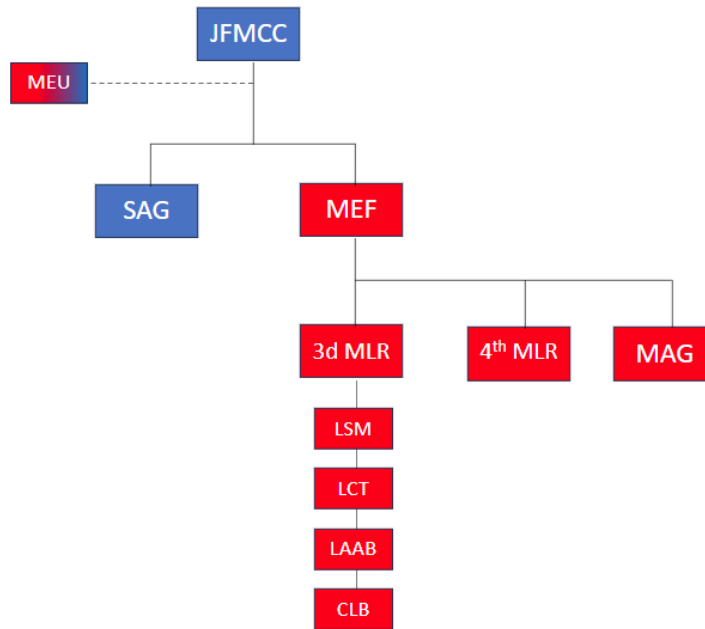 JFMCC
MEU
SAG
MEF
3d MLR
4th MLR
MAG
LSM
LCT
LAAB
CLB